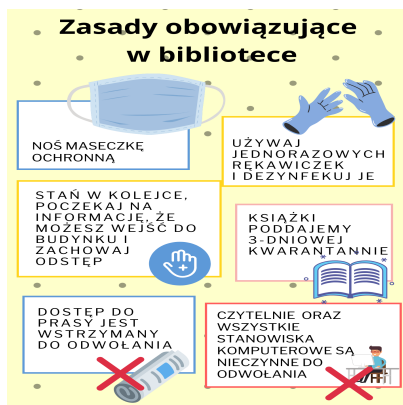 Zasady obowiązujące
w bibliotece
NOŚ MASECZKĘ
OCHRONNĄ
UŻYWAJ
JEDNORAZOWYCH
RĘKAWICZEK
I DEZYNFEKUJ JE
STAŃ W KOLEJCE,
POCZEKAJ NA
INFORMACJĘ, ŻE
MOŻESZ WEJŚĆ DO
BUDYNKU I
ZACHOWAJ
ODSTĘP
KSIĄŻKI
PODDAJEMY
3-DNIOWEJ
KWARANTANNIE
DOSTĘP DO
PRASY JEST
WSTRZYMANY
DO ODWOŁANIA
CZYTELNIE ORAZ
WSZYSTKIE
STANOWISKA
KOMPUTEROWE SĄ
NIECZYNNE DO
ODWOŁANIA